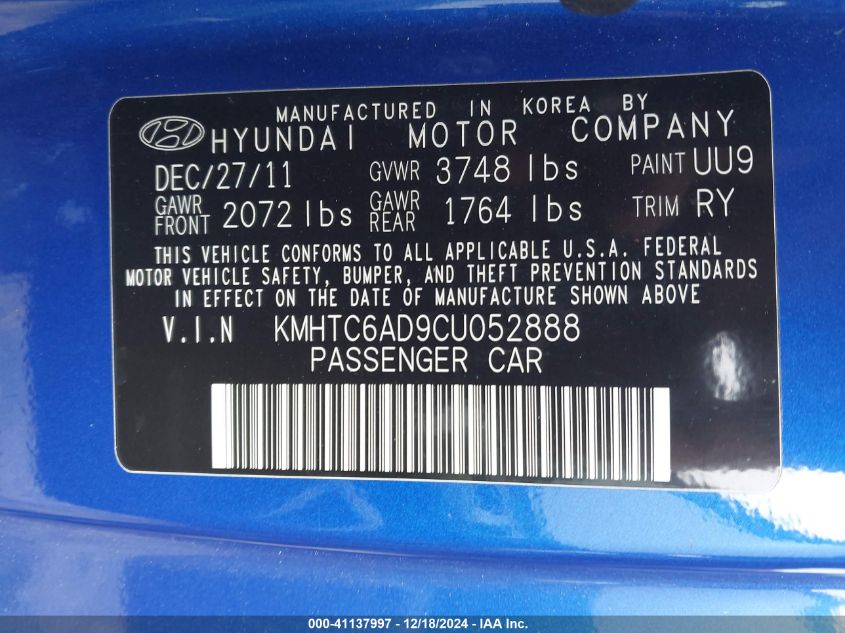 MANUFACTURED IN KOREA BY
HYUNDAI MOTOR COMPANY
DEC/27/11 GVWR 3748 lbs PAINT UU9
GAWR FRONT 2072 lbs GAWR REAR 1764 lbs TRIM RY
THIS VEHICLE CONFORMS TO ALL APPLICABLE U.S.A. FEDERAL
MOTOR VEHICLE SAFETY, BUMPER, AND THEFT PREVENTION STANDARDS
IN EFFECT ON THE DATE OF MANUFACTURE SHOWN ABOVE
V.I.N KMHTC6AD9CU052888
PASSENGER CAR
000-41137997 - 12/18/2024 - IAA Inc.